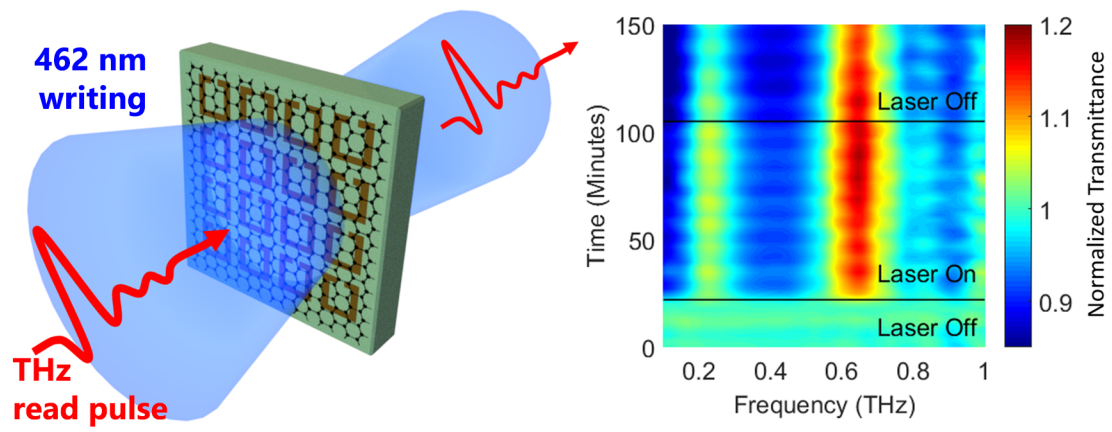 462 nm
writing
THz
read pulse
150
100
50
0
Time (Minutes)
Laser Off
Laser On
Laser Off
0.2 0.4 0.6 0.8 1
Frequency (THz)
1.2
1.1
1
0.9
Normalized Transmittance